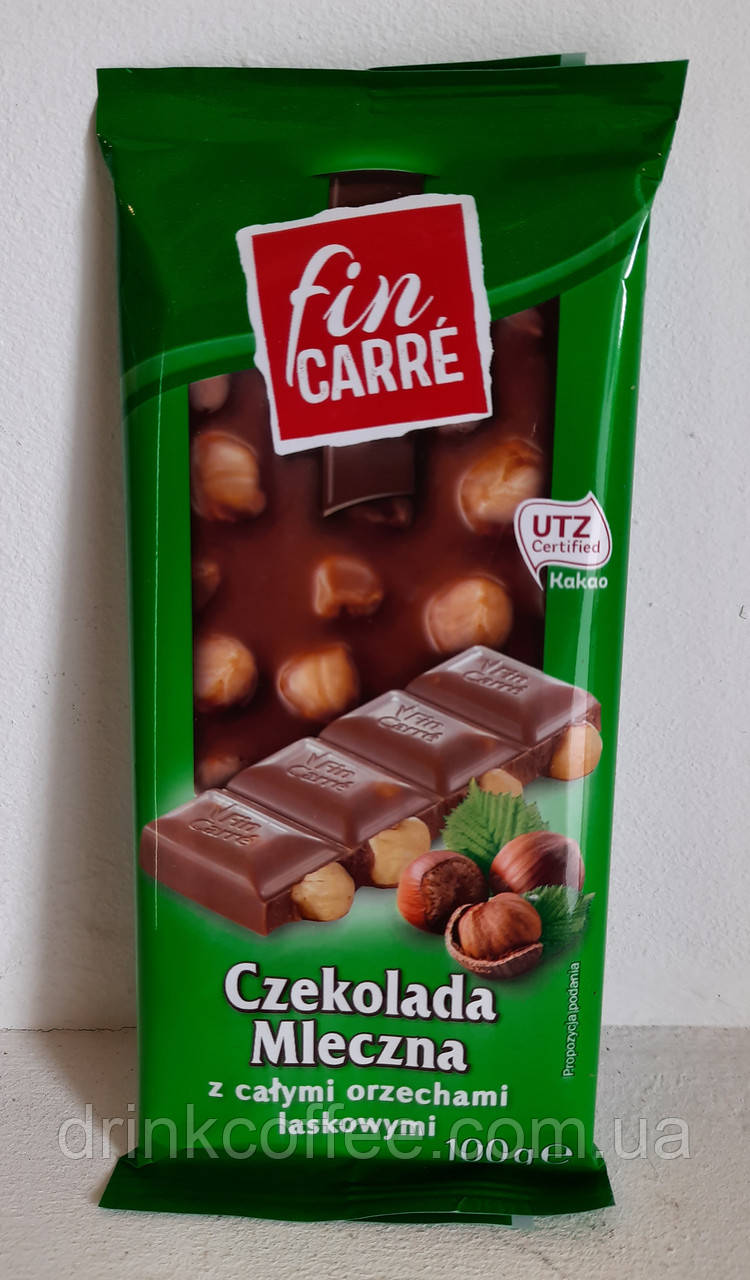 fin
CARRÉ
UTZ
Certified
Kakao
Fin
Carré
Fin
Carré
Fin
Carré
Fin
Carré
Czekolada
Mleczna
z całymi orzechami
laskowymi
100g℮
Propozycja podania
drinkcoffee.com.ua